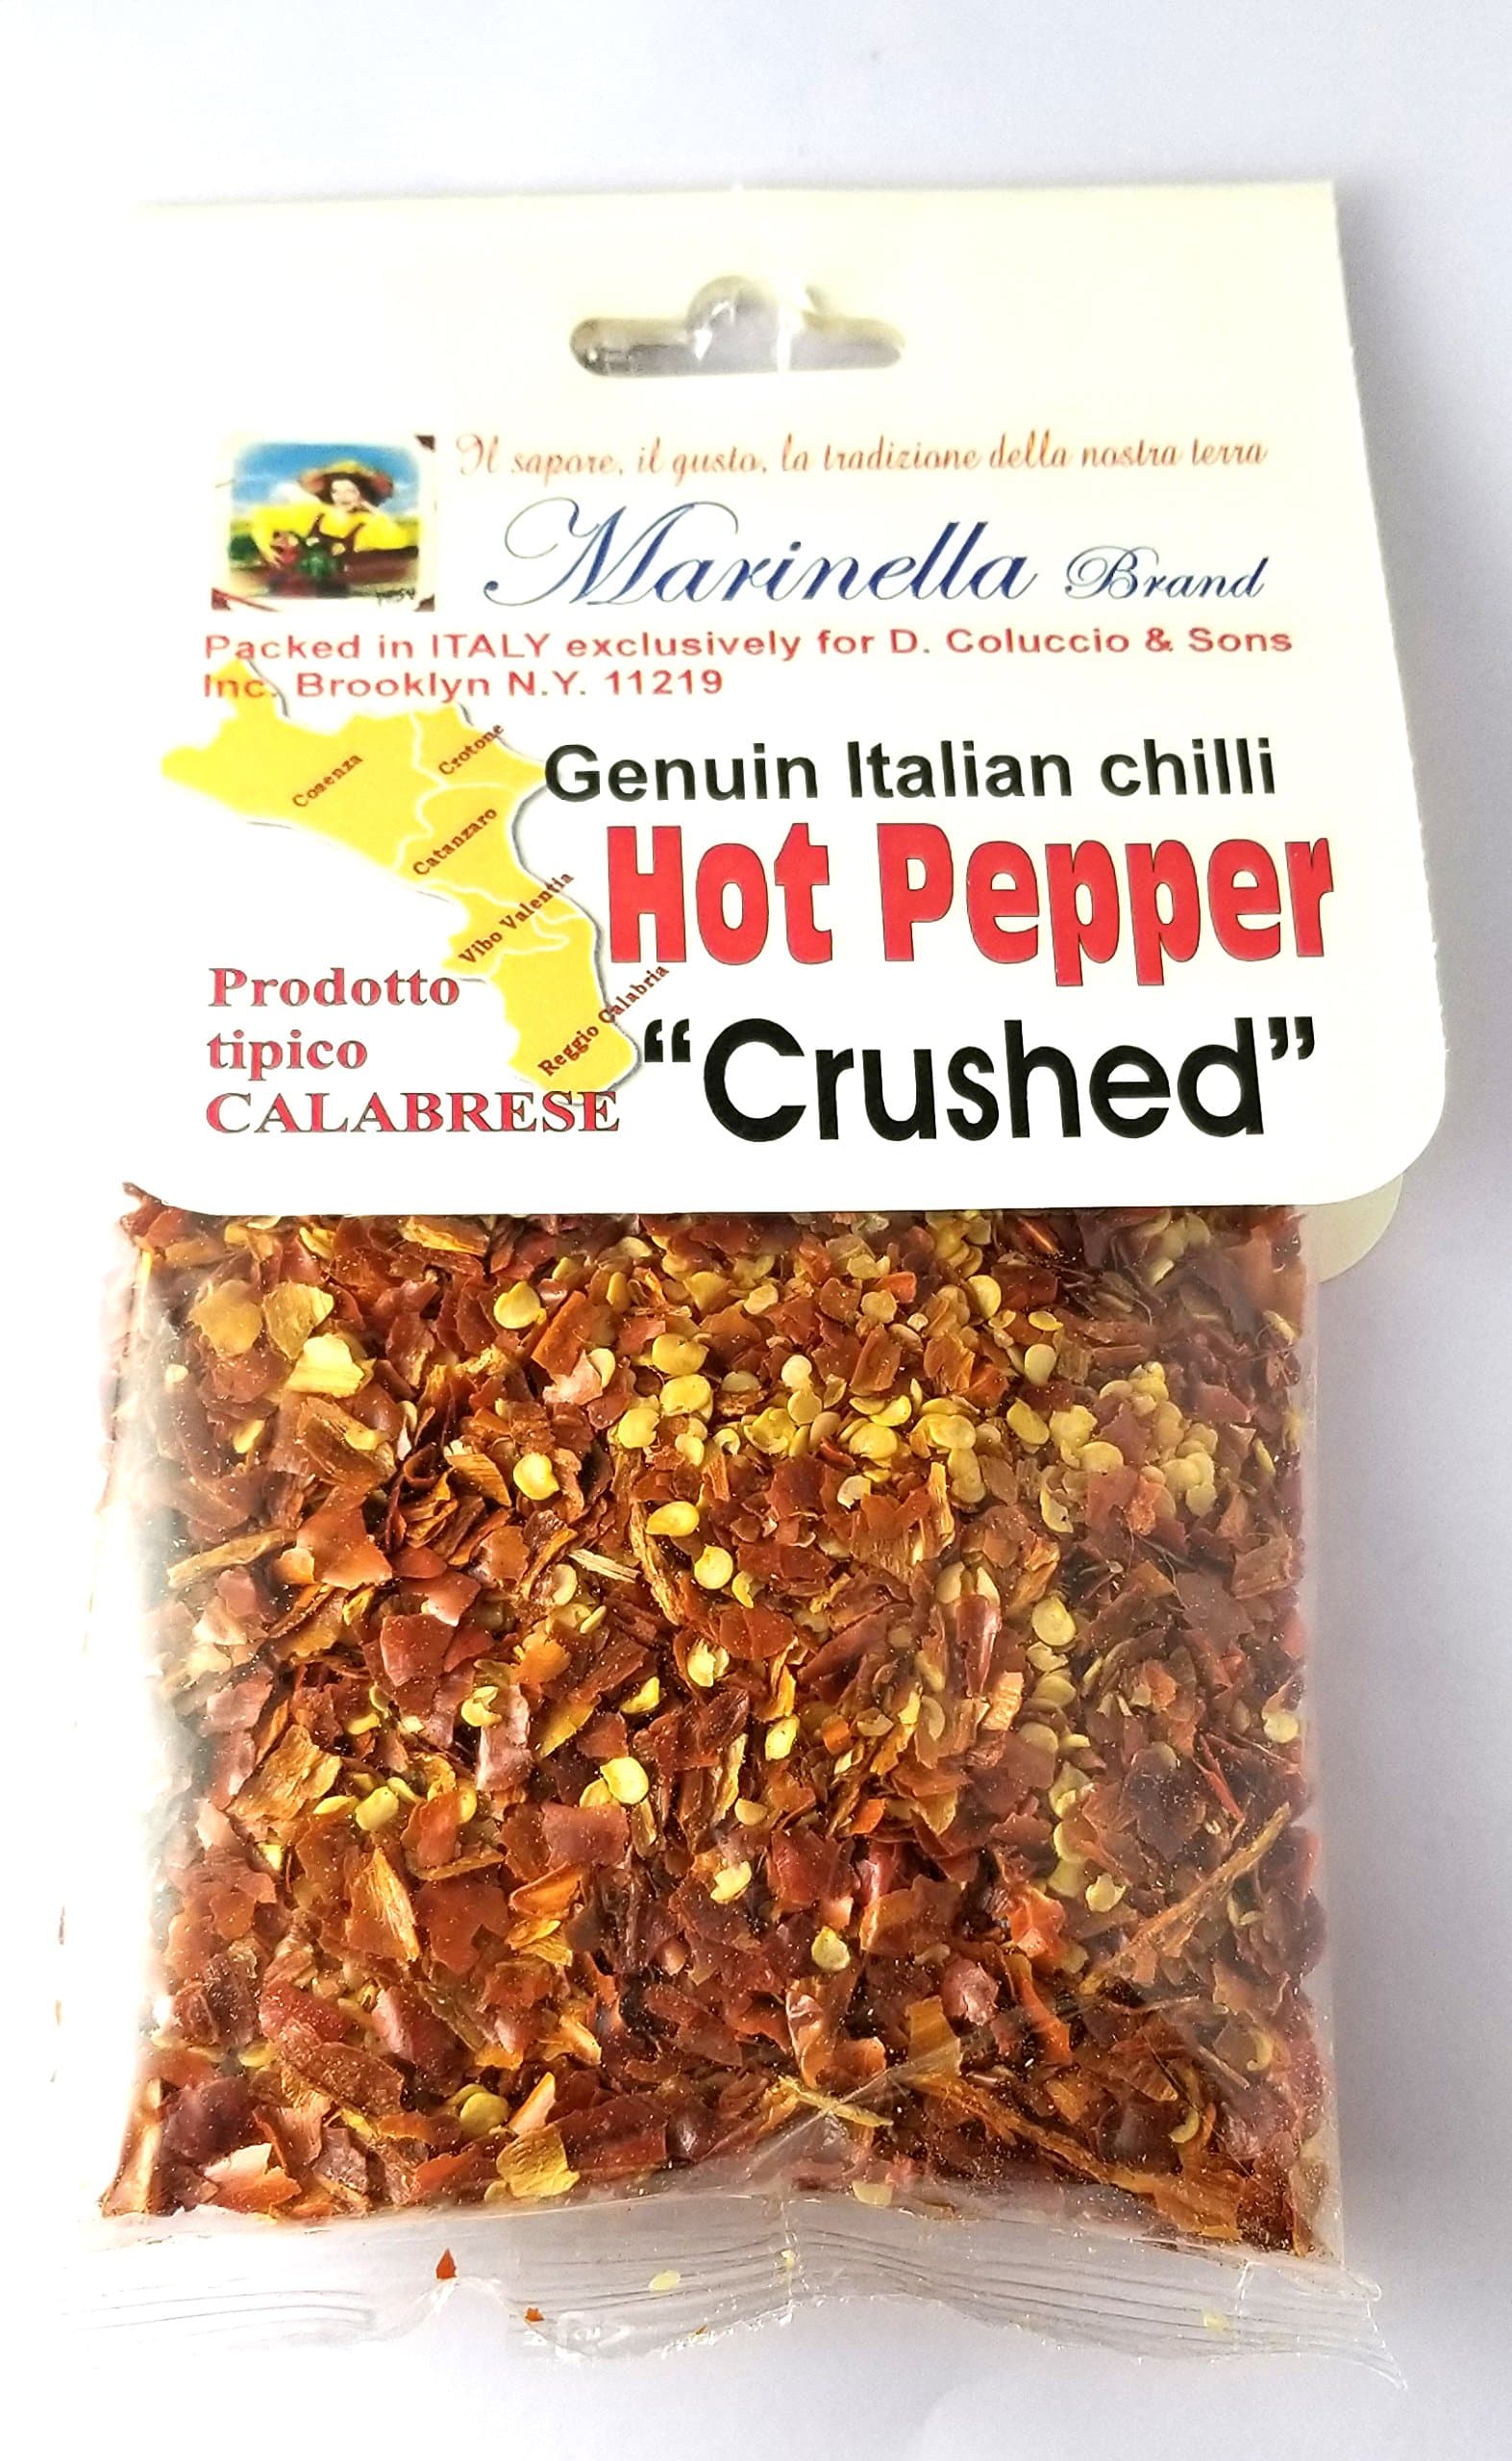 Il sapore, il gusto, la tradizione della nostra terra
Marinella Brand
Packed in ITALY exclusively for D. Coluccio & Sons
Inc. Brooklyn N.Y. 11219
Cosenza
Crotone
Catanzaro
Vibo Valentia
Reggio Calabria
Genuin Italian chilli
Hot Pepper
"Crushed"
Prodotto
tipico
CALABRESE